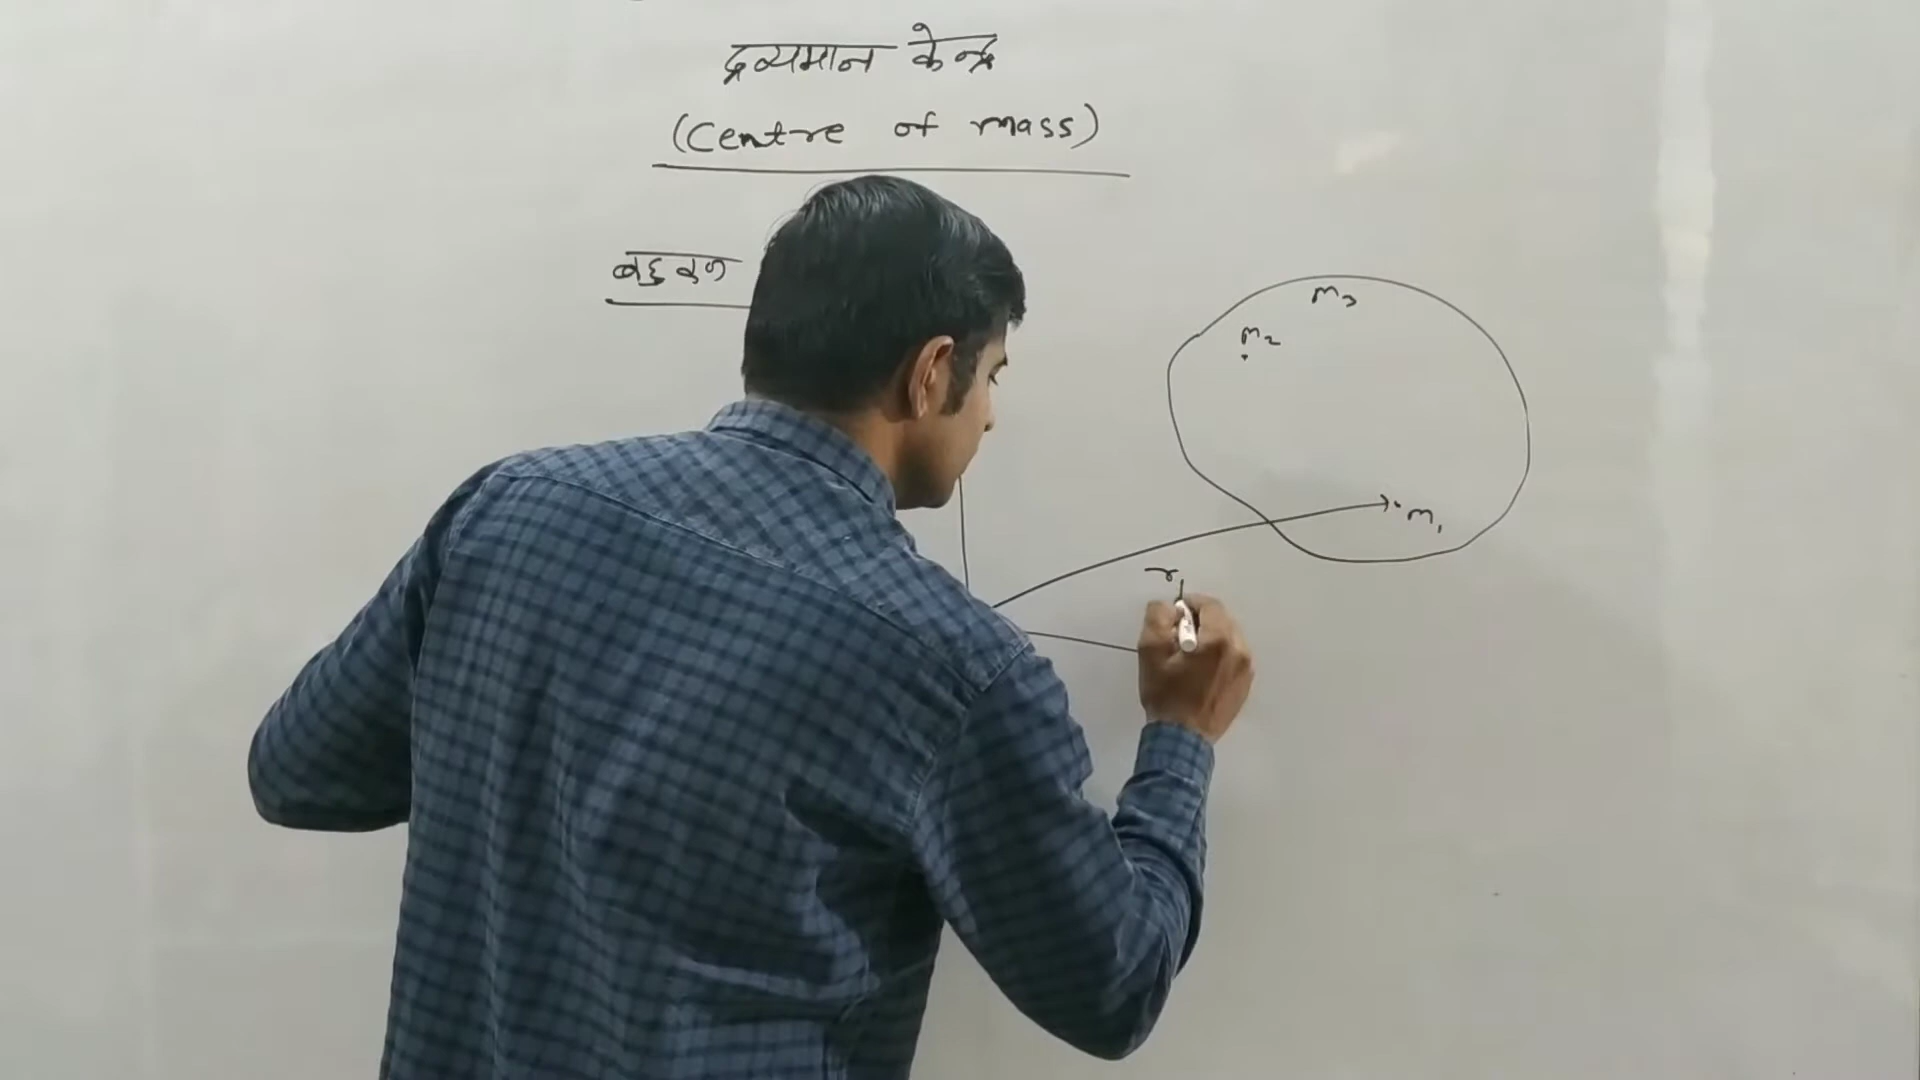 द्रव्यमान केन्द्र
(Centre of mass)
बहुकण
m₃
m₂
m₁
r₁